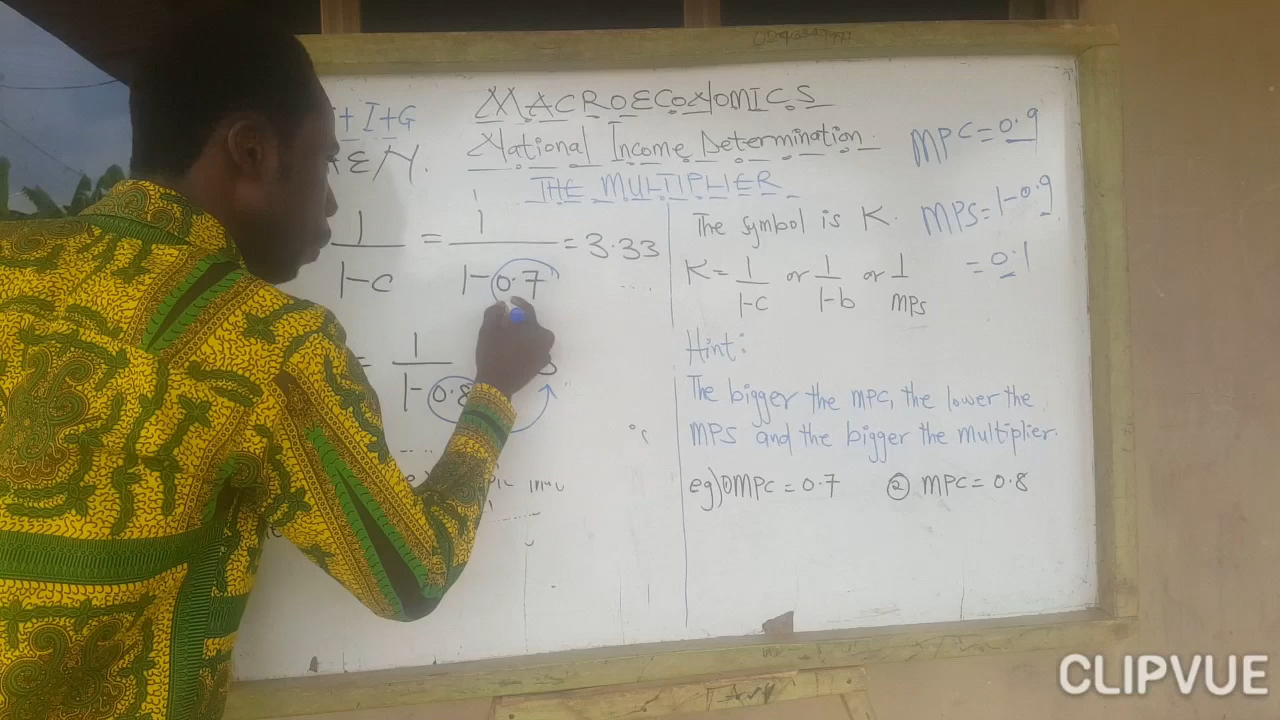 MACROECONOMICS
National Income Determination
THE MULTIPLIER
+ I + G
1/1-c = 1/1-0.7 = 3.33
= 1/1-0.8
MPC = 0.9
MPS = 1-0.9
= 0.1
The symbol is K.
K = 1/1-c or 1/1-b or 1/MPS
Hint:
The bigger the MPC, the lower the
MPS and the bigger the multiplier.
eg) ① MPC = 0.7 ② MPC = 0.8
CLIPVUE